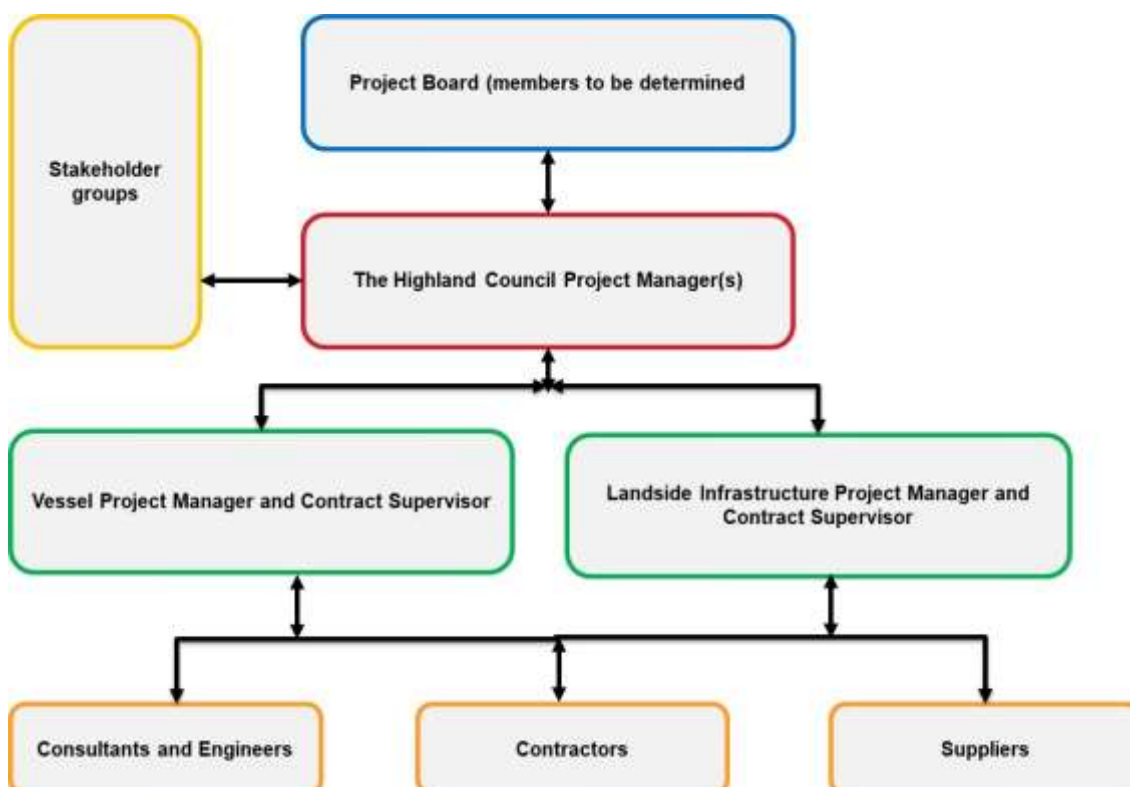 Project Board (members to be determined
Stakeholder
groups
The Highland Council Project Manager(s)
Vessel Project Manager and Contract Supervisor
Landside Infrastructure Project Manager and
Contract Supervisor
Consultants and Engineers
Contractors
Suppliers